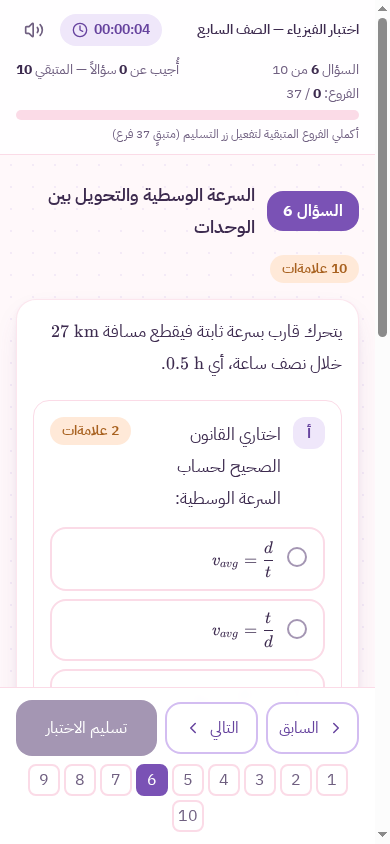 اختبار الفيزياء — الصف السابع
00:00:04
السؤال 6 من 10
أُجيب عن 0 سؤالاً — المتبقي 10
الفروع: 0 / 37
أكملي الفروع المتبقية لتفعيل زر التسليم (متبقٍ 37 فرع)
السؤال 6
السرعة الوسطية والتحويل بين
الوحدات
10 علامات
يتحرك قارب بسرعة ثابتة فيقطع مسافة 27 km
خلال نصف ساعة، أي 0.5 h.
أ
اختاري القانون
الصحيح لحساب
السرعة الوسطية:
2 علامات
v_avg = d/t
v_avg = t/d
السابق
التالي
تسليم الاختبار
1 2 3 4 5 6 7 8 9
10